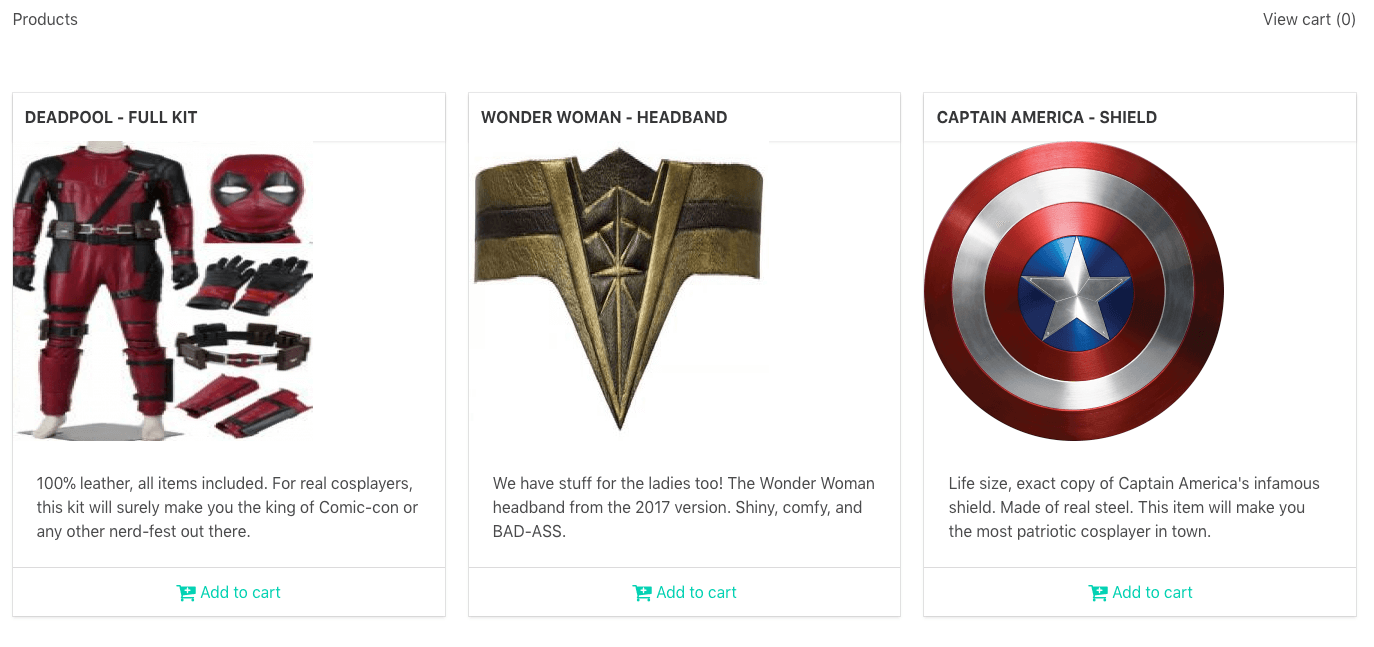 Products
View cart (0)
DEADPOOL - FULL KIT
100% leather, all items included. For real cosplayers,
this kit will surely make you the king of Comic-con or
any other nerd-fest out there.
Add to cart
WONDER WOMAN - HEADBAND
We have stuff for the ladies too! The Wonder Woman
headband from the 2017 version. Shiny, comfy, and
BAD-ASS.
Add to cart
CAPTAIN AMERICA - SHIELD
Life size, exact copy of Captain America's infamous
shield. Made of real steel. This item will make you
the most patriotic cosplayer in town.
Add to cart